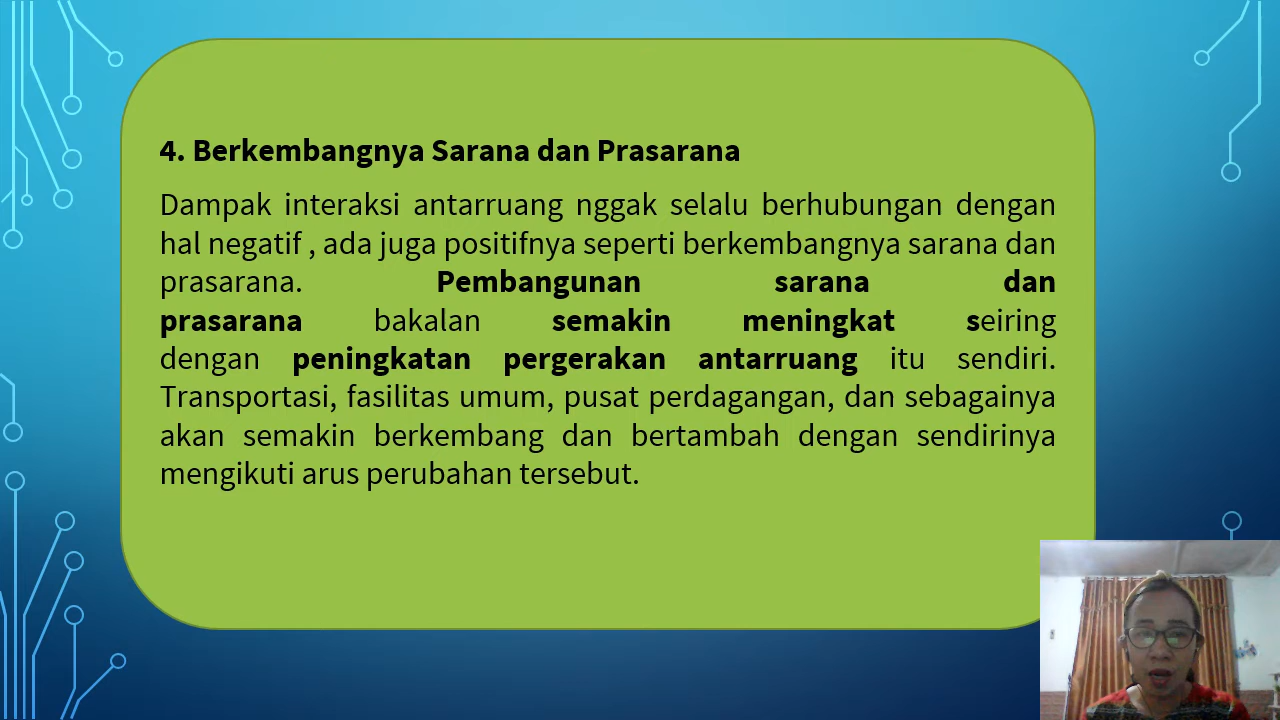 4. Berkembangnya Sarana dan Prasarana
Dampak interaksi antarruang nggak selalu berhubungan dengan
hal negatif , ada juga positifnya seperti berkembangnya sarana dan
prasarana. Pembangunan sarana dan
prasarana bakalan semakin meningkat seiring
dengan peningkatan pergerakan antarruang itu sendiri.
Transportasi, fasilitas umum, pusat perdagangan, dan sebagainya
akan semakin berkembang dan bertambah dengan sendirinya
mengikuti arus perubahan tersebut.